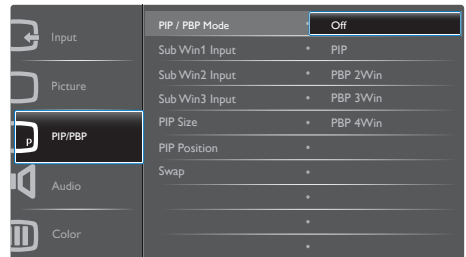 PIP / PBP Mode Off
Input
Sub Win1 Input PIP
Sub Win2 Input PBP 2Win
Picture
Sub Win3 Input PBP 3Win
PIP Size PBP 4Win
P PIP/PBP
PIP Position
Swap
Audio
Color